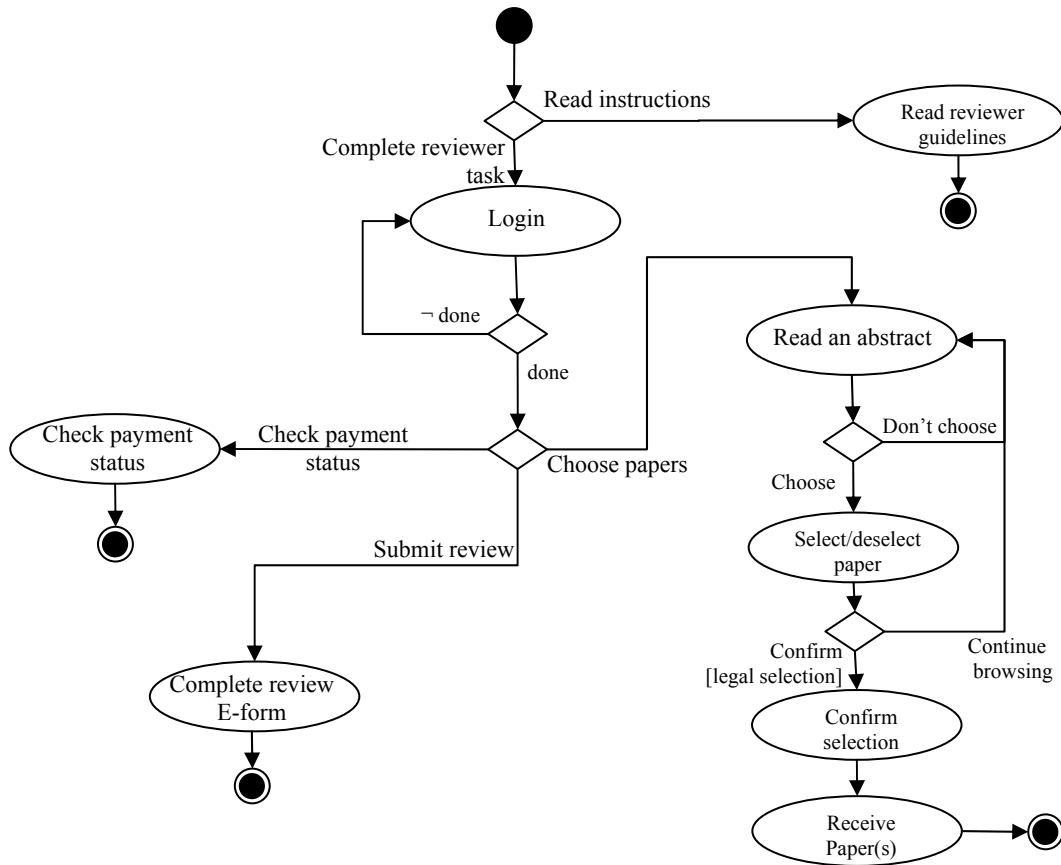 Read instructions
Read reviewer
guidelines
Complete reviewer
task
Login
¬ done
done
Read an abstract
Don’t choose
Choose
Check payment
status
Check payment
status
Choose papers
Select/deselect
paper
Submit review
Confirm
[legal selection]
Continue
browsing
Complete review
E-form
Confirm
selection
Receive
Paper(s)